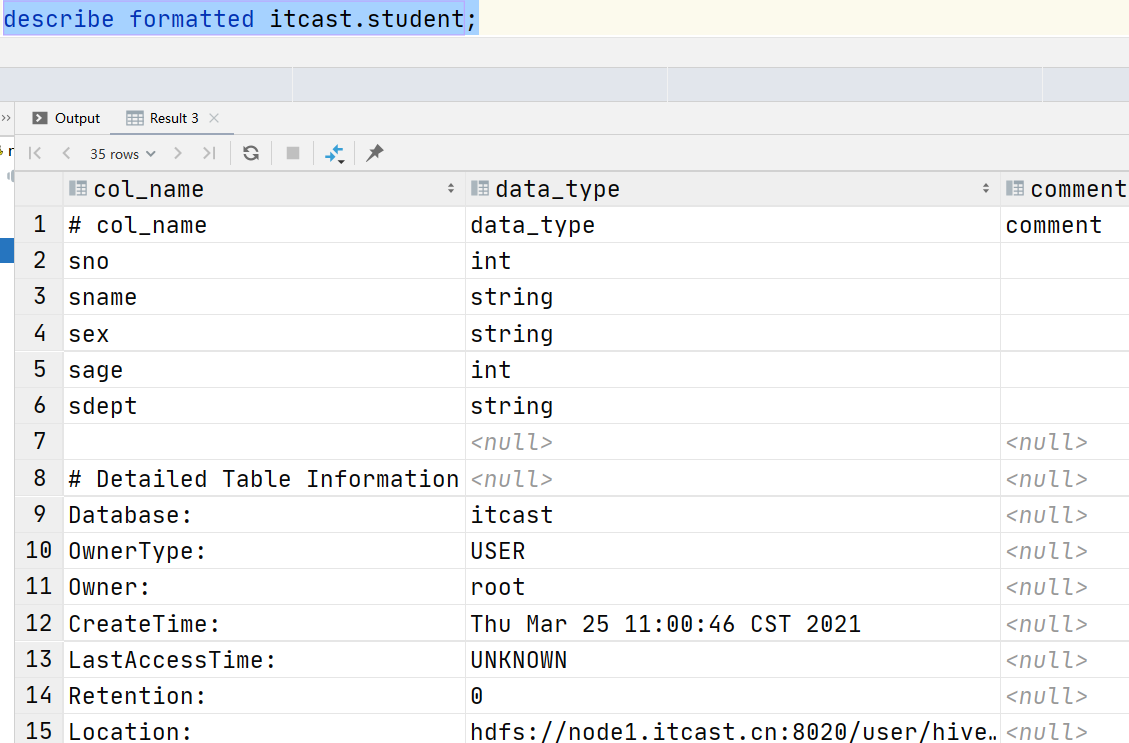 describe formatted itcast.student;
Output Result 3
35 rows
col_name data_type comment
1 # col_name data_type comment
2 sno int
3 sname string
4 sex string
5 sage int
6 sdept string
7 <null> <null>
8 # Detailed Table Information <null> <null>
9 Database: itcast <null>
10 OwnerType: USER <null>
11 Owner: root <null>
12 CreateTime: Thu Mar 25 11:00:46 CST 2021 <null>
13 LastAccessTime: UNKNOWN <null>
14 Retention: 0 <null>
15 Location: hdfs://node1.itcast.cn:8020/user/hive… <null>